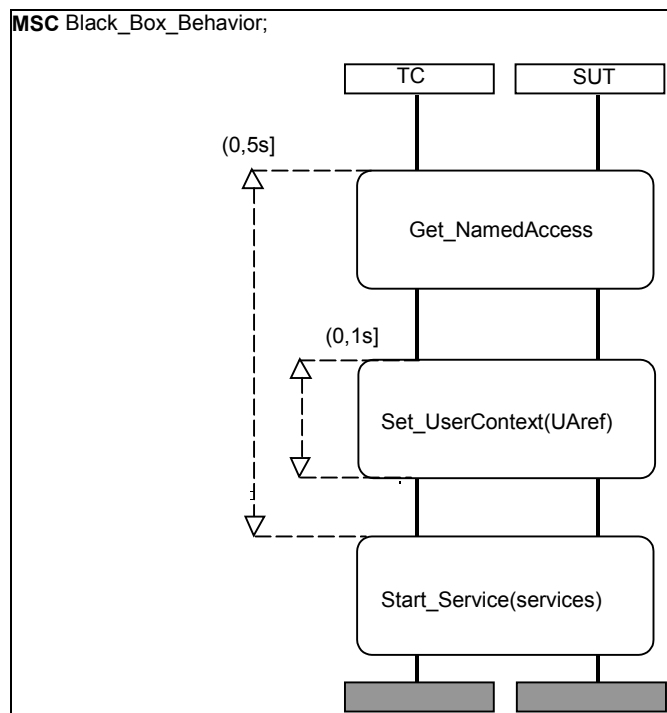 MSC Black_Box_Behavior;
TC
SUT
(0,5s]
Get_NamedAccess
(0,1s]
Set_UserContext(UAref)
Start_Service(services)